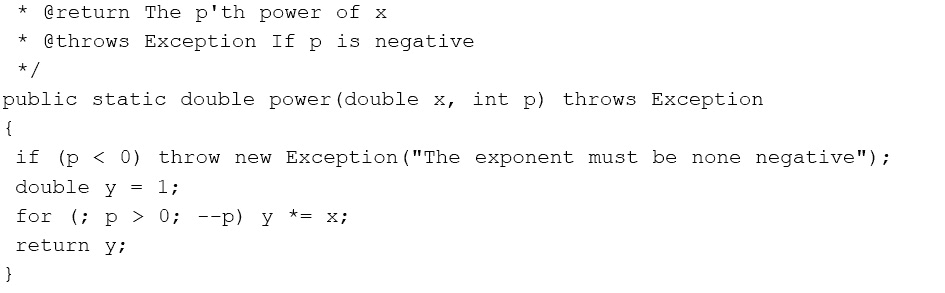 * @return The p'th power of x
* @throws Exception If p is negative
*/
public static double power(double x, int p) throws Exception
{
if (p < 0) throw new Exception("The exponent must be none negative");
double y = 1;
for (; p > 0; --p) y *= x;
return y;
}